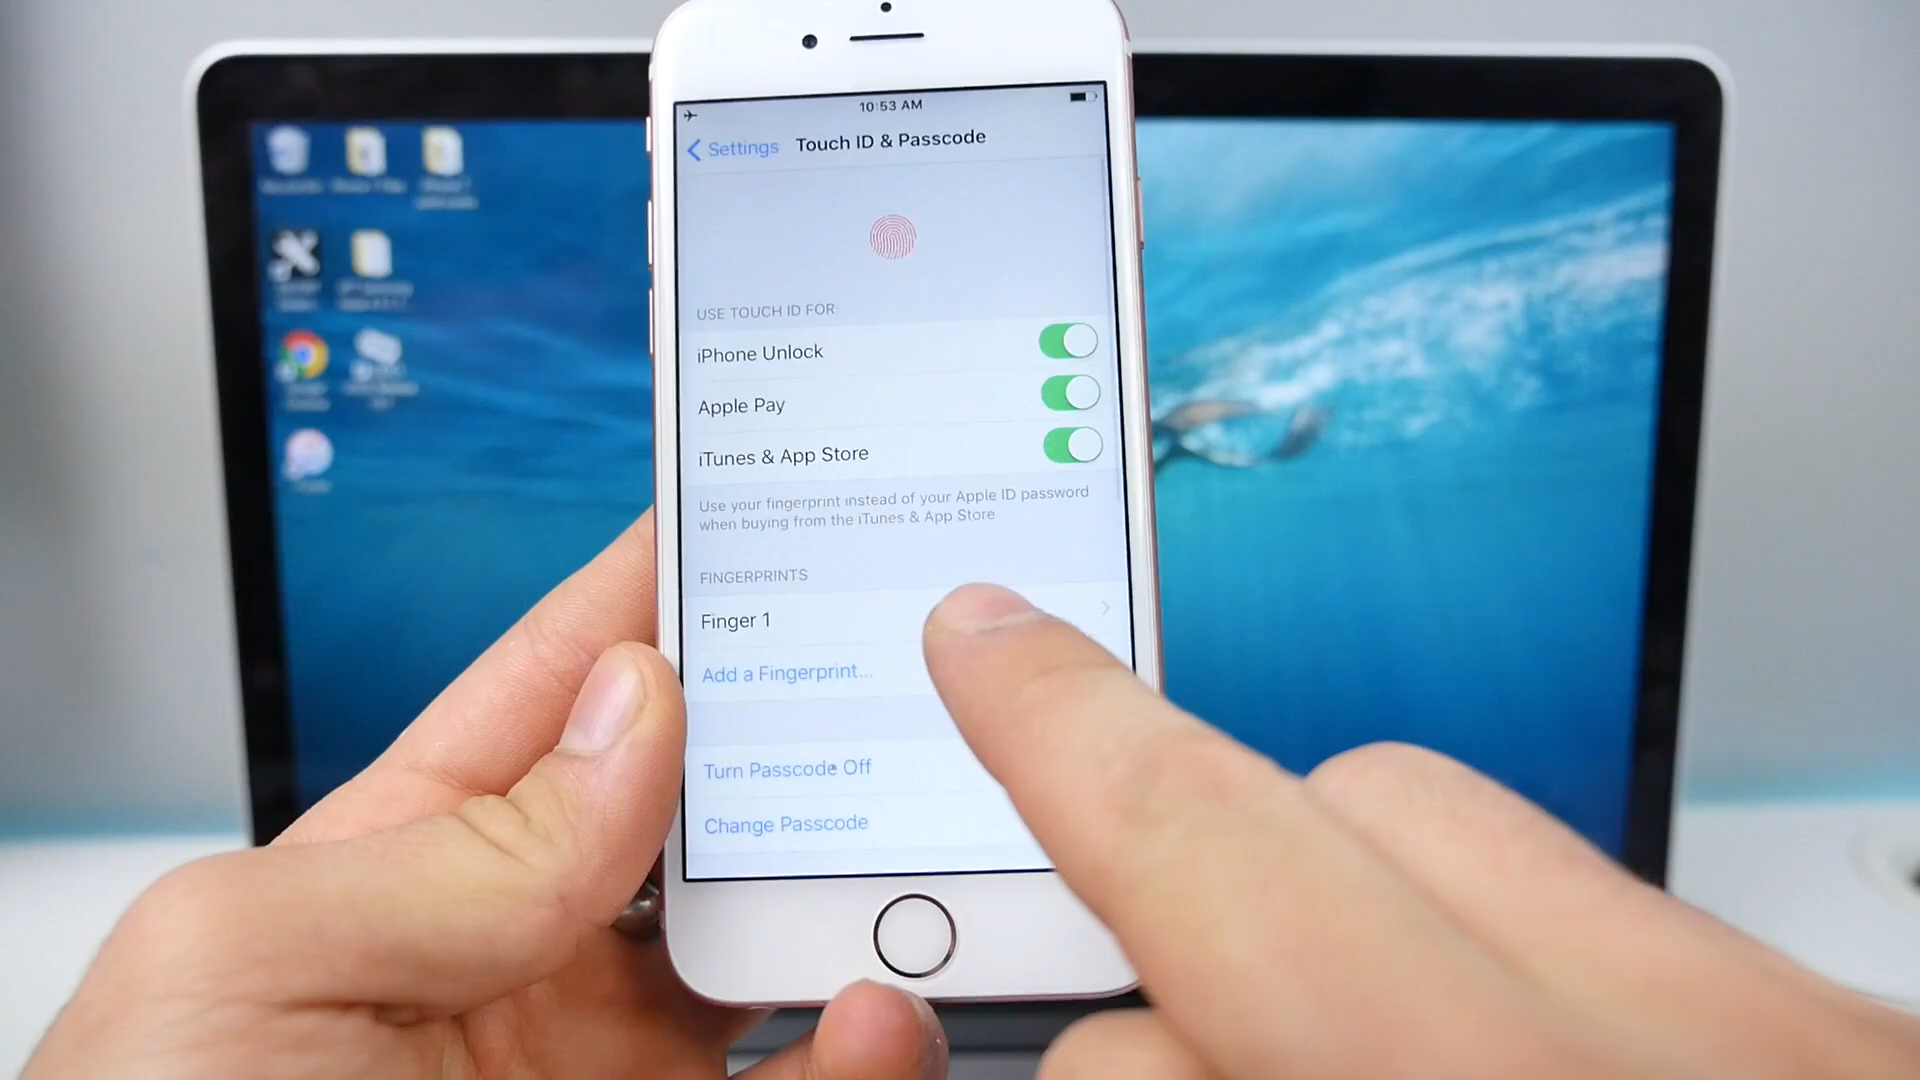 10:53 AM
Settings
Touch ID & Passcode
USE TOUCH ID FOR:
iPhone Unlock
Apple Pay
iTunes & App Store
Use your fingerprint instead of your Apple ID password
when buying from the iTunes & App Store
FINGERPRINTS
Finger 1
Add a Fingerprint...
Turn Passcode Off
Change Passcode